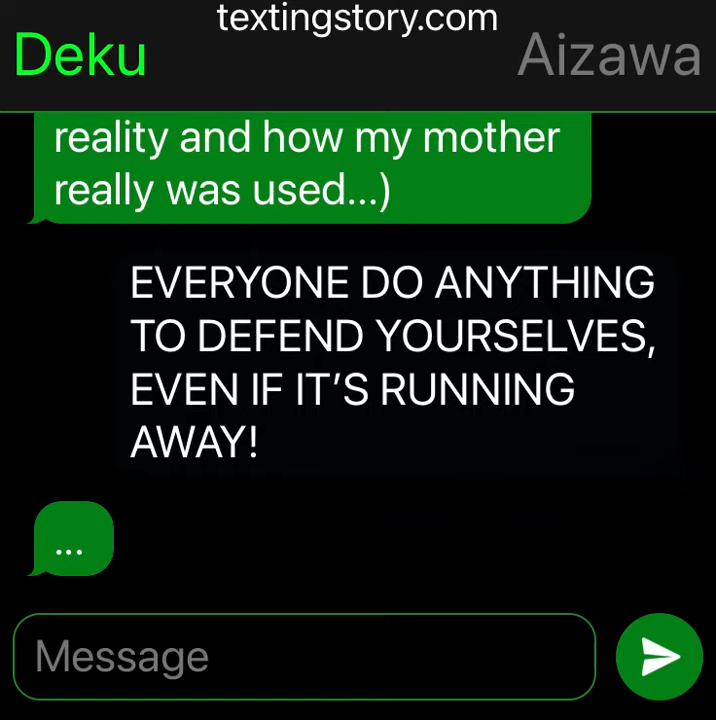 textingstory.com
Deku
Aizawa
reality and how my mother
really was used...)
EVERYONE DO ANYTHING
TO DEFEND YOURSELVES,
EVEN IF IT’S RUNNING
AWAY!
...
Message